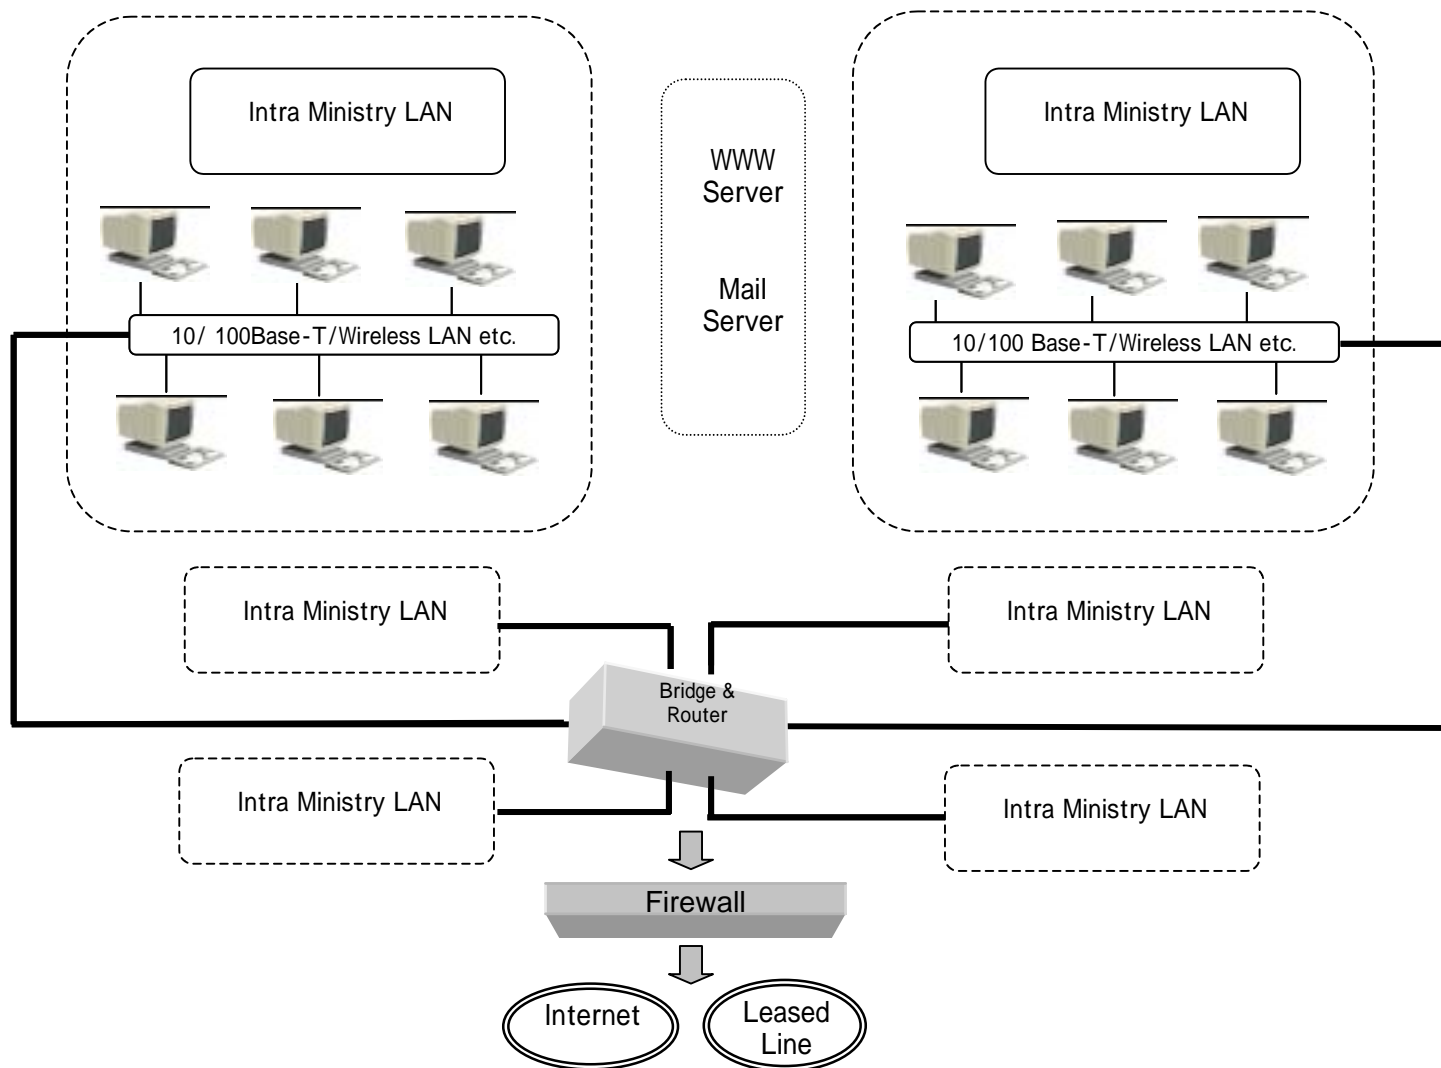 Intra Ministry LAN
Intra Ministry LAN
WWW
Server
Mail
Server
10/ 100Base-T/Wireless LAN etc.
10/100 Base-T/Wireless LAN etc.
Intra Ministry LAN
Intra Ministry LAN
Bridge &
Router
Intra Ministry LAN
Intra Ministry LAN
Firewall
Internet
Leased
Line